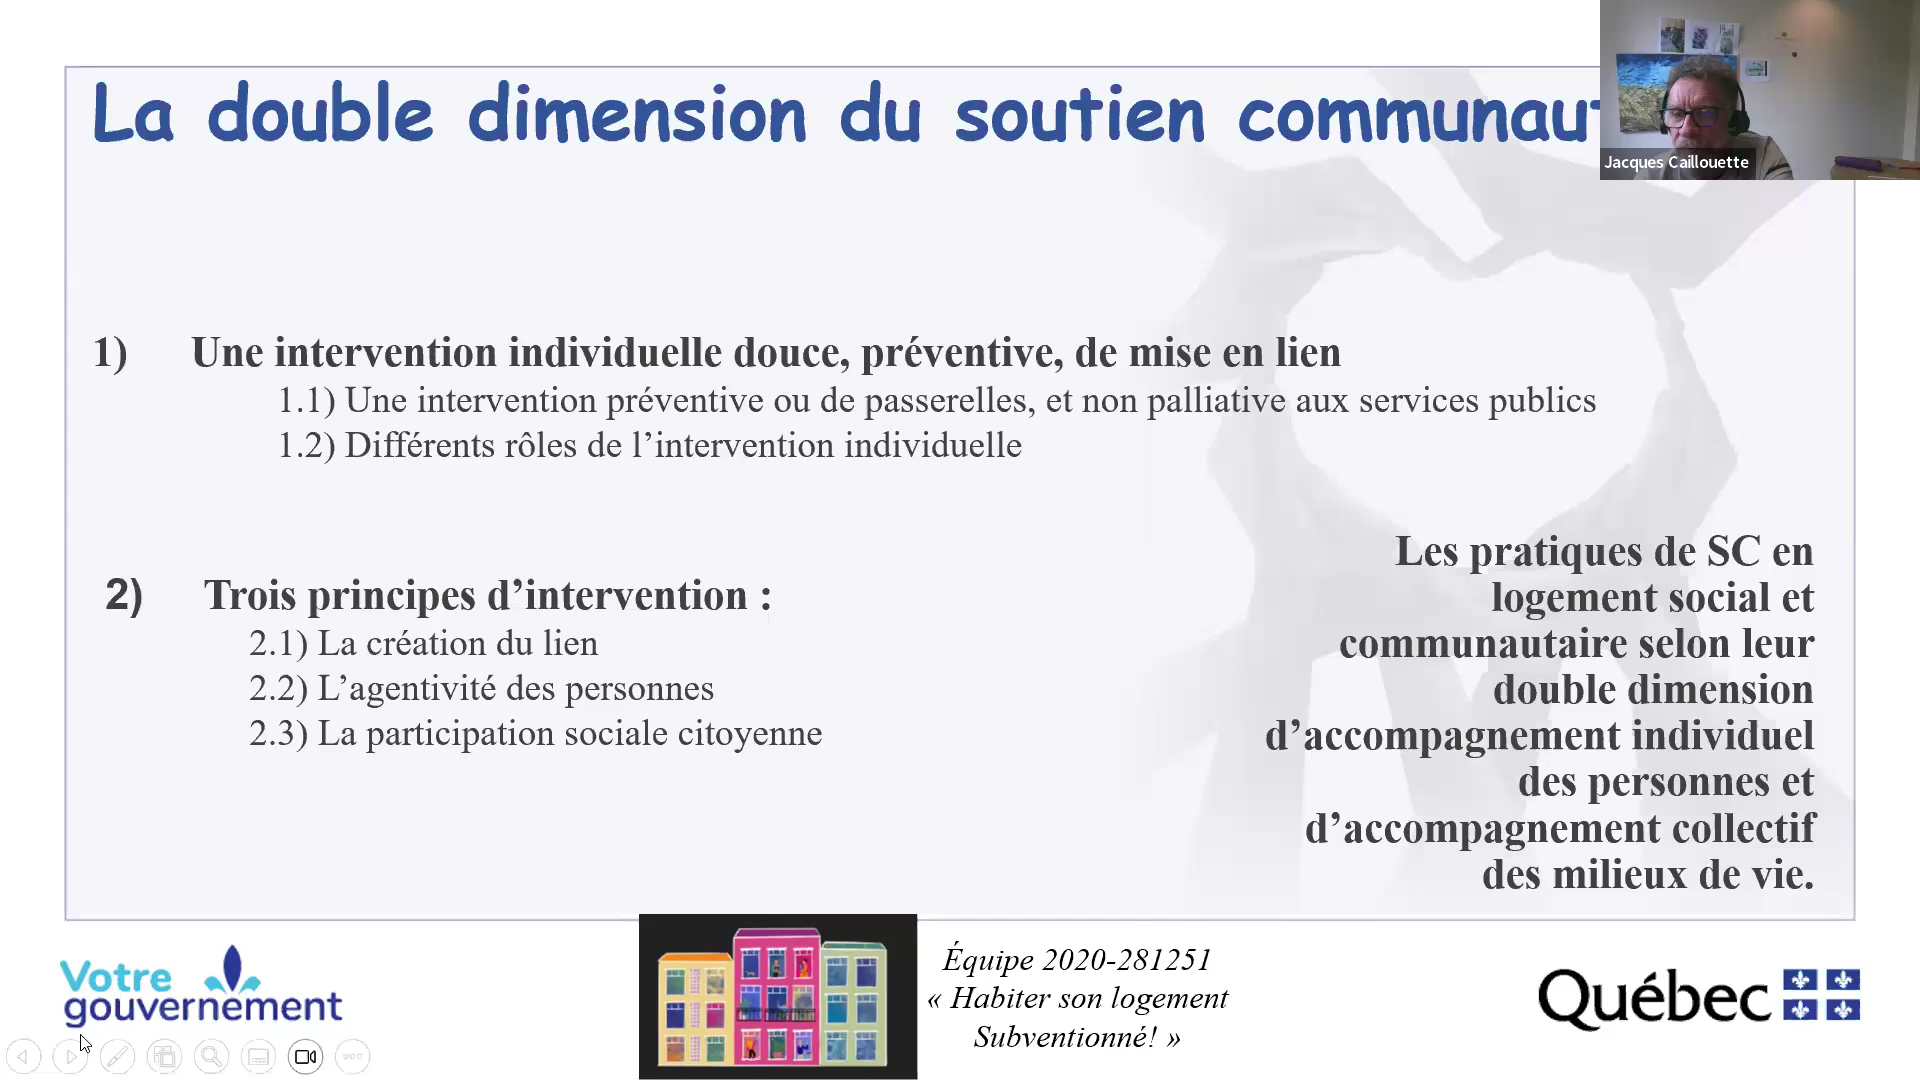 La double dimension du soutien communaut
Jacques Caillouette
1) Une intervention individuelle douce, préventive, de mise en lien
1.1) Une intervention préventive ou de passerelles, et non palliative aux services publics
1.2) Différents rôles de l’intervention individuelle
2) Trois principes d’intervention :
2.1) La création du lien
2.2) L’agentivité des personnes
2.3) La participation sociale citoyenne
Les pratiques de SC en
logement social et
communautaire selon leur
double dimension
d’accompagnement individuel
des personnes et
d’accompagnement collectif
des milieux de vie.
Votre
gouvernement
Équipe 2020-281251
« Habiter son logement
Subventionné! »
Québec